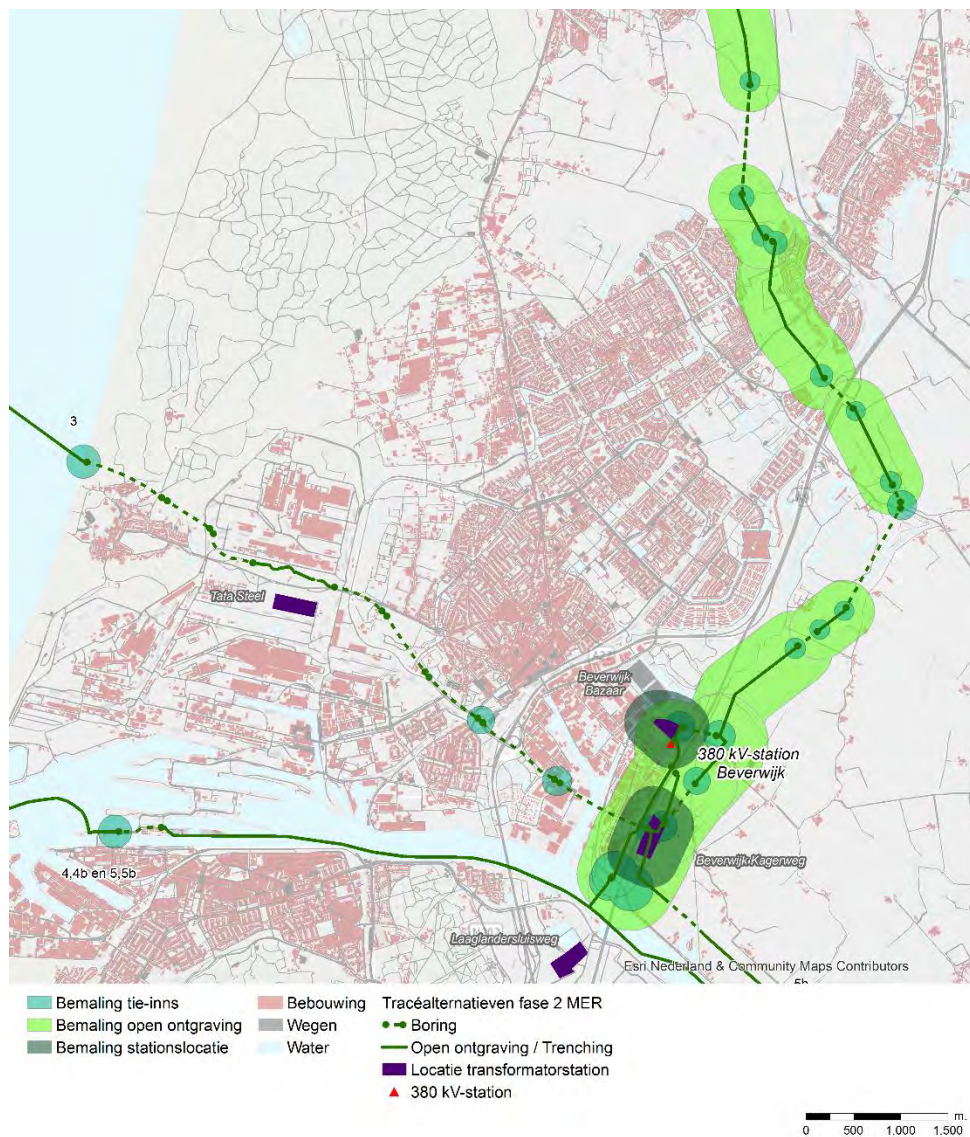 3
Tata Steel
Beverwijk
Bazaar
380 kV-station
Beverwijk
4,4b en 5,5b
Beverwijk Kagerweg
Laaglandersluisweg
Esri Nederland & Community Maps Contributors
5b
Bemaling tie-inns
Bemaling open ontgraving
Bemaling stationslocatie
Bebouwing
Wegen
Water
Tracéalternatieven fase 2 MER
Boring
Open ontgraving / Trenching
Locatie transformatorstation
380 kV-station
m.
0 500 1.000 1.500